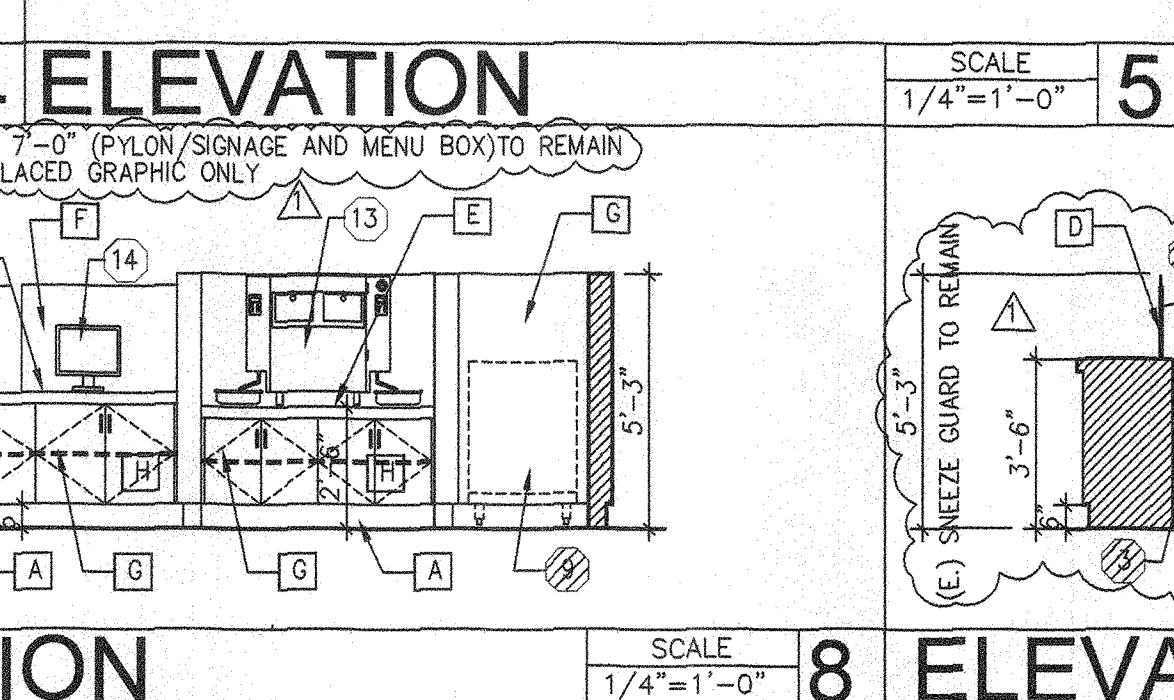 ELEVATION
SCALE
1/4"=1'-0"
5
7'-0" (PYLON/SIGNAGE AND MENU BOX)TO REMAIN
LACED GRAPHIC ONLY
1
F
13
E
G
D
14
1
5'-3"
5'-3"
(E.) SNEEZE GUARD TO REMAIN
3'-6"
6"
H
H
A
G
G
A
9
3
ION
SCALE
1/4"=1'-0"
8
ELEVA